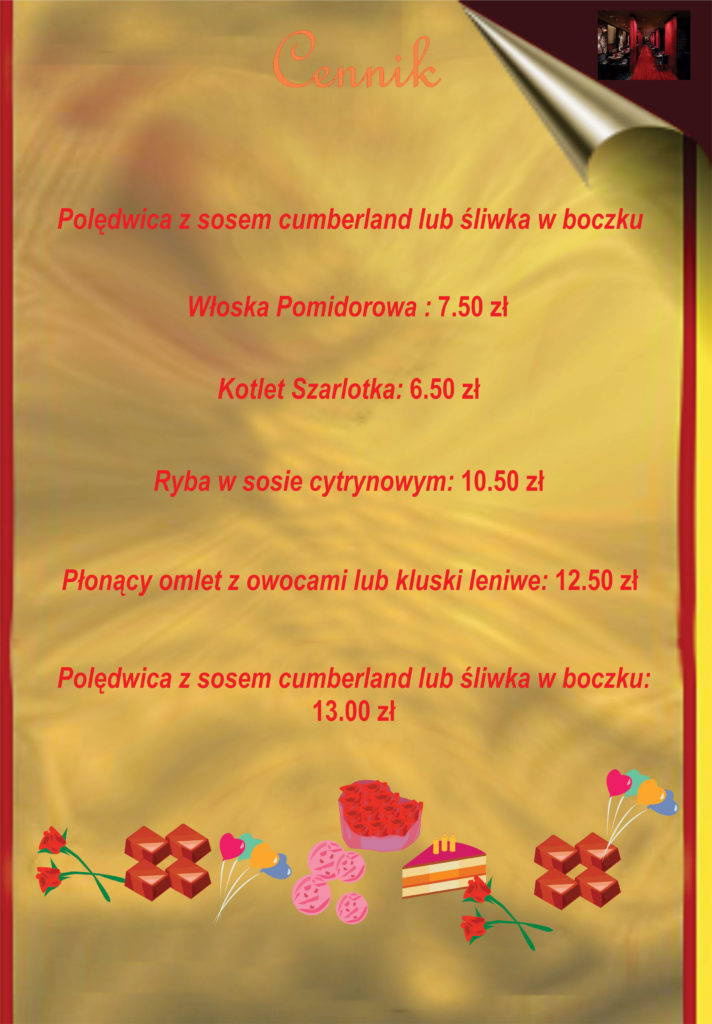 Cennik
Polędwica z sosem cumberland lub śliwka w boczku
Włoska Pomidorowa : 7.50 zł
Kotlet Szarlotka: 6.50 zł
Ryba w sosie cytrynowym: 10.50 zł
Płonący omlet z owocami lub kluski leniwe: 12.50 zł
Polędwica z sosem cumberland lub śliwka w boczku:
13.00 zł